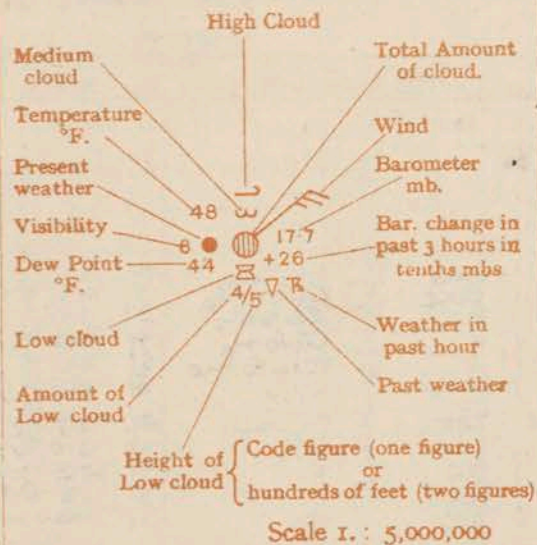 High Cloud
Medium
cloud
Total Amount
of cloud.
Temperature
°F.
Wind
Present
weather
Barometer
mb.
48
Visibility
8
17·7
Bar. change in
past 3 hours in
tenths mbs
Dew Point
°F.
44
+26
4/5
Low cloud
Weather in
past hour
Amount of
Low cloud
Past weather
Height of
Low cloud
Code figure (one figure)
or
hundreds of feet (two figures)
Scale 1. : 5,000,000